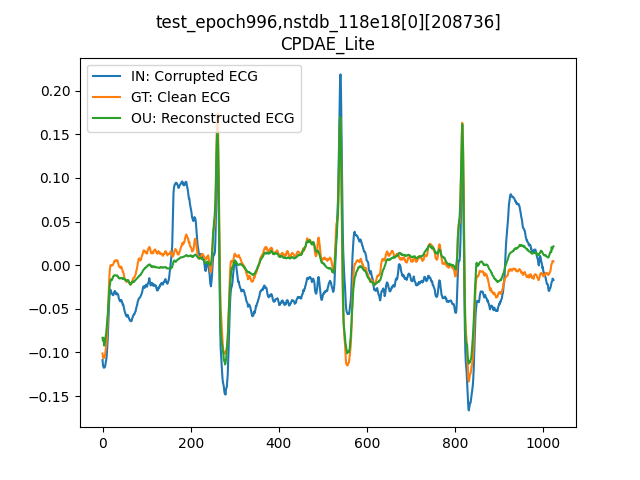 test_epoch996,nstdb_118e18[0][208736]
CPDAE_Lite
IN: Corrupted ECG
GT: Clean ECG
OU: Reconstructed ECG
0.20
0.15
0.10
0.05
0.00
−0.05
−0.10
−0.15
0 200 400 600 800 1000